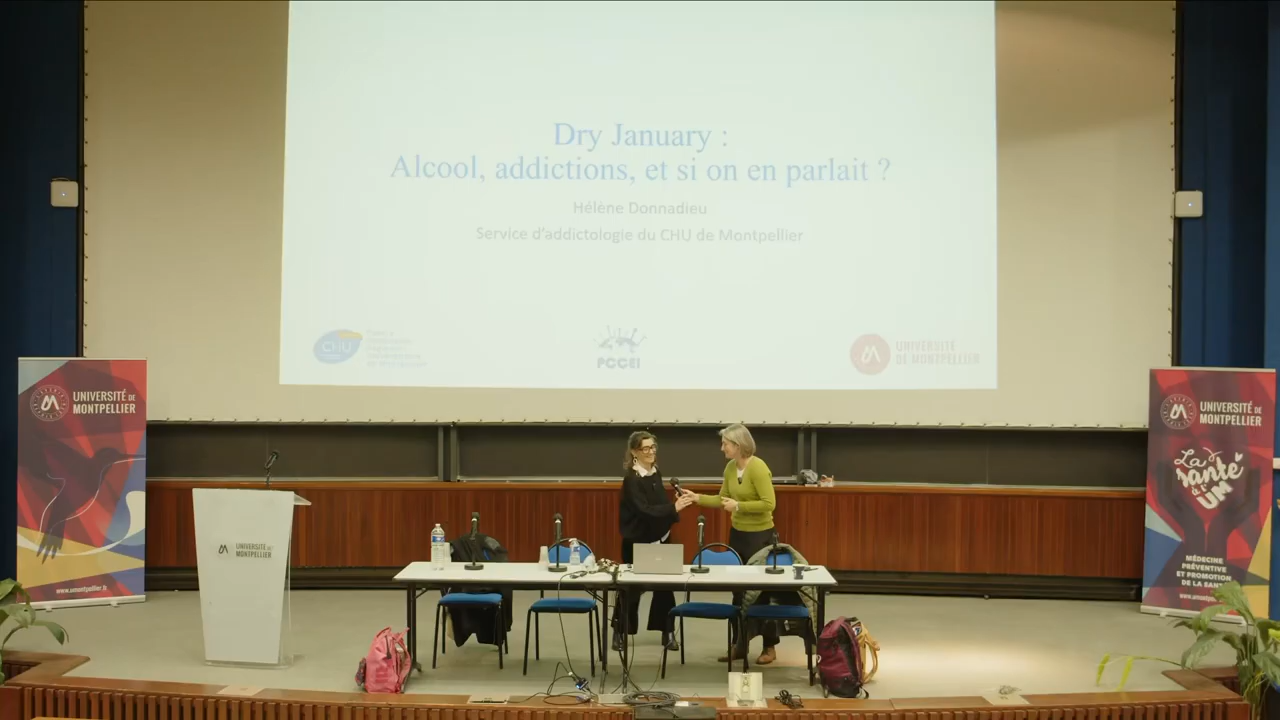 Dry January :
Alcool, addictions, et si on en parlait ?
Hélène Donnadieu
Service d'addictologie du CHU de Montpellier
CHU
PCCEI
UNIVERSITÉ
DE MONTPELLIER
UNIVERSITÉ DE
MONTPELLIER
www.umontpellier.fr
UNIVERSITÉ
DE MONTPELLIER
UNIVERSITÉ DE
MONTPELLIER
La
santé
à l'UM
MÉDECINE
PRÉVENTIVE
ET PROMOTION
DE LA